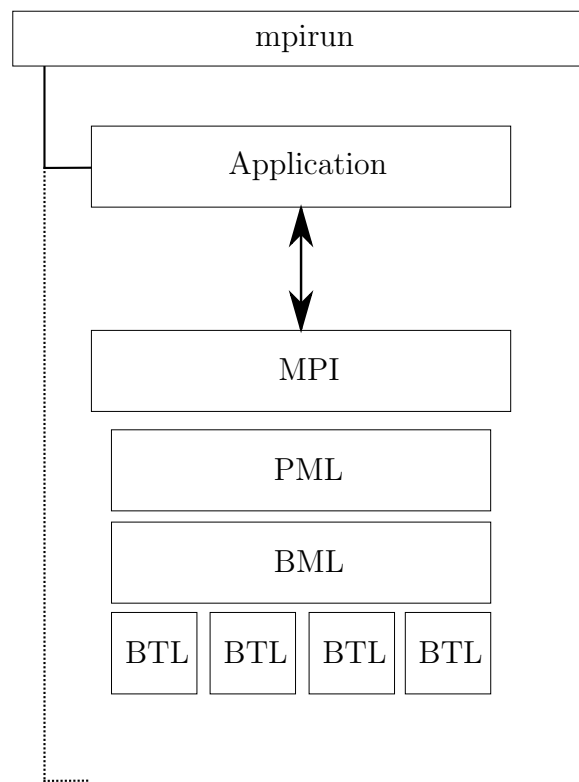 mpirun
Application
MPI
PML
BML
BTL BTL BTL BTL